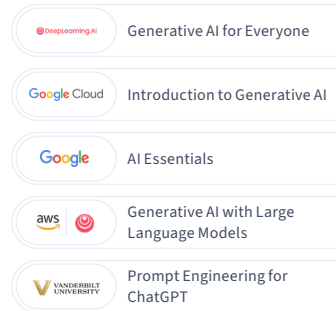 DeepLearning.AI
Generative AI for Everyone
Google Cloud
Introduction to Generative AI
Google
AI Essentials
aws
Generative AI with Large
Language Models
VANDERBILT
UNIVERSITY
Prompt Engineering for
ChatGPT